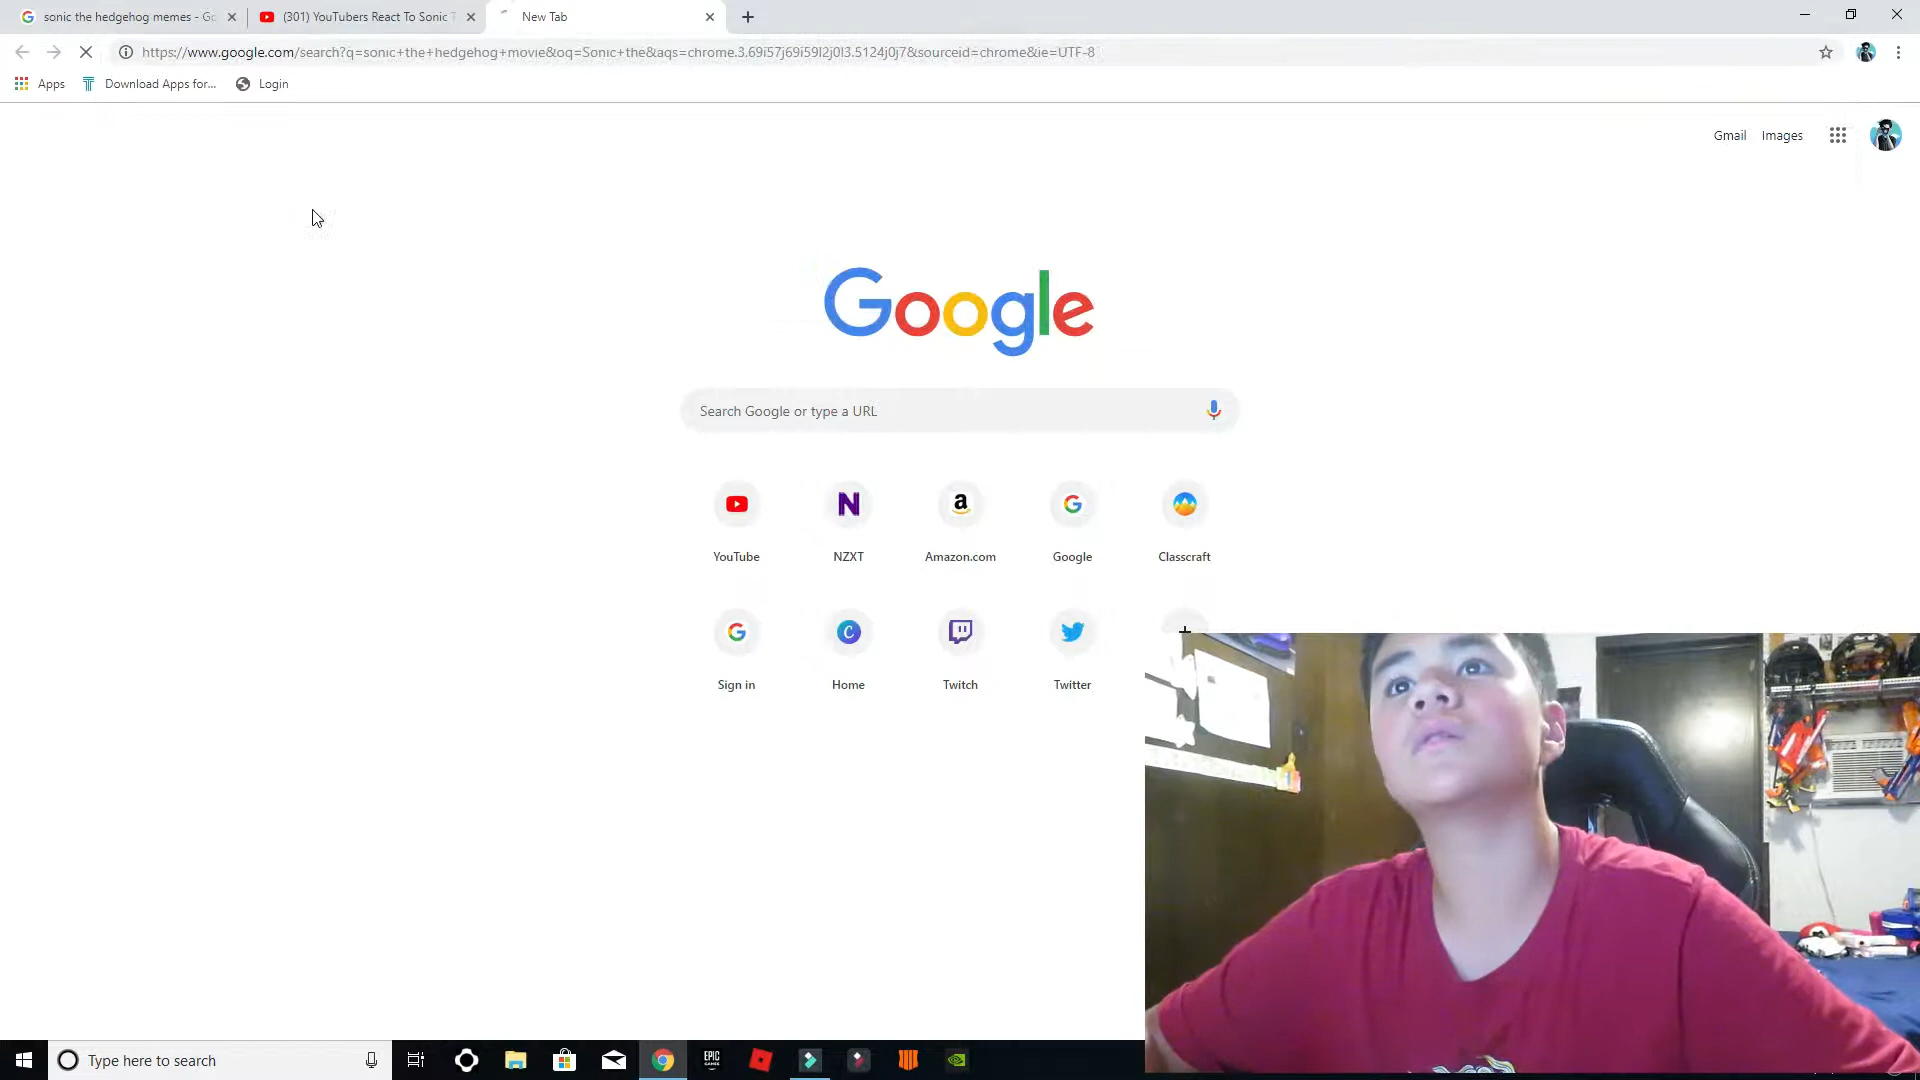 sonic the hedgehog memes - Go
(301) YouTubers React To Sonic T
New Tab
https://www.google.com/search?q=sonic+the+hedgehog+movie&oq=Sonic+the&aqs=chrome.3.69i57j69i59l2j0l3.5124j0j7&sourceid=chrome&ie=UTF-8
Apps
Download Apps for...
Login
Gmail
Images
Google
Search Google or type a URL
N
a
YouTube
NZXT
Amazon.com
Google
Classcraft
Sign in
Home
Twitch
Twitter
Type here to search
EPIC
GAMES